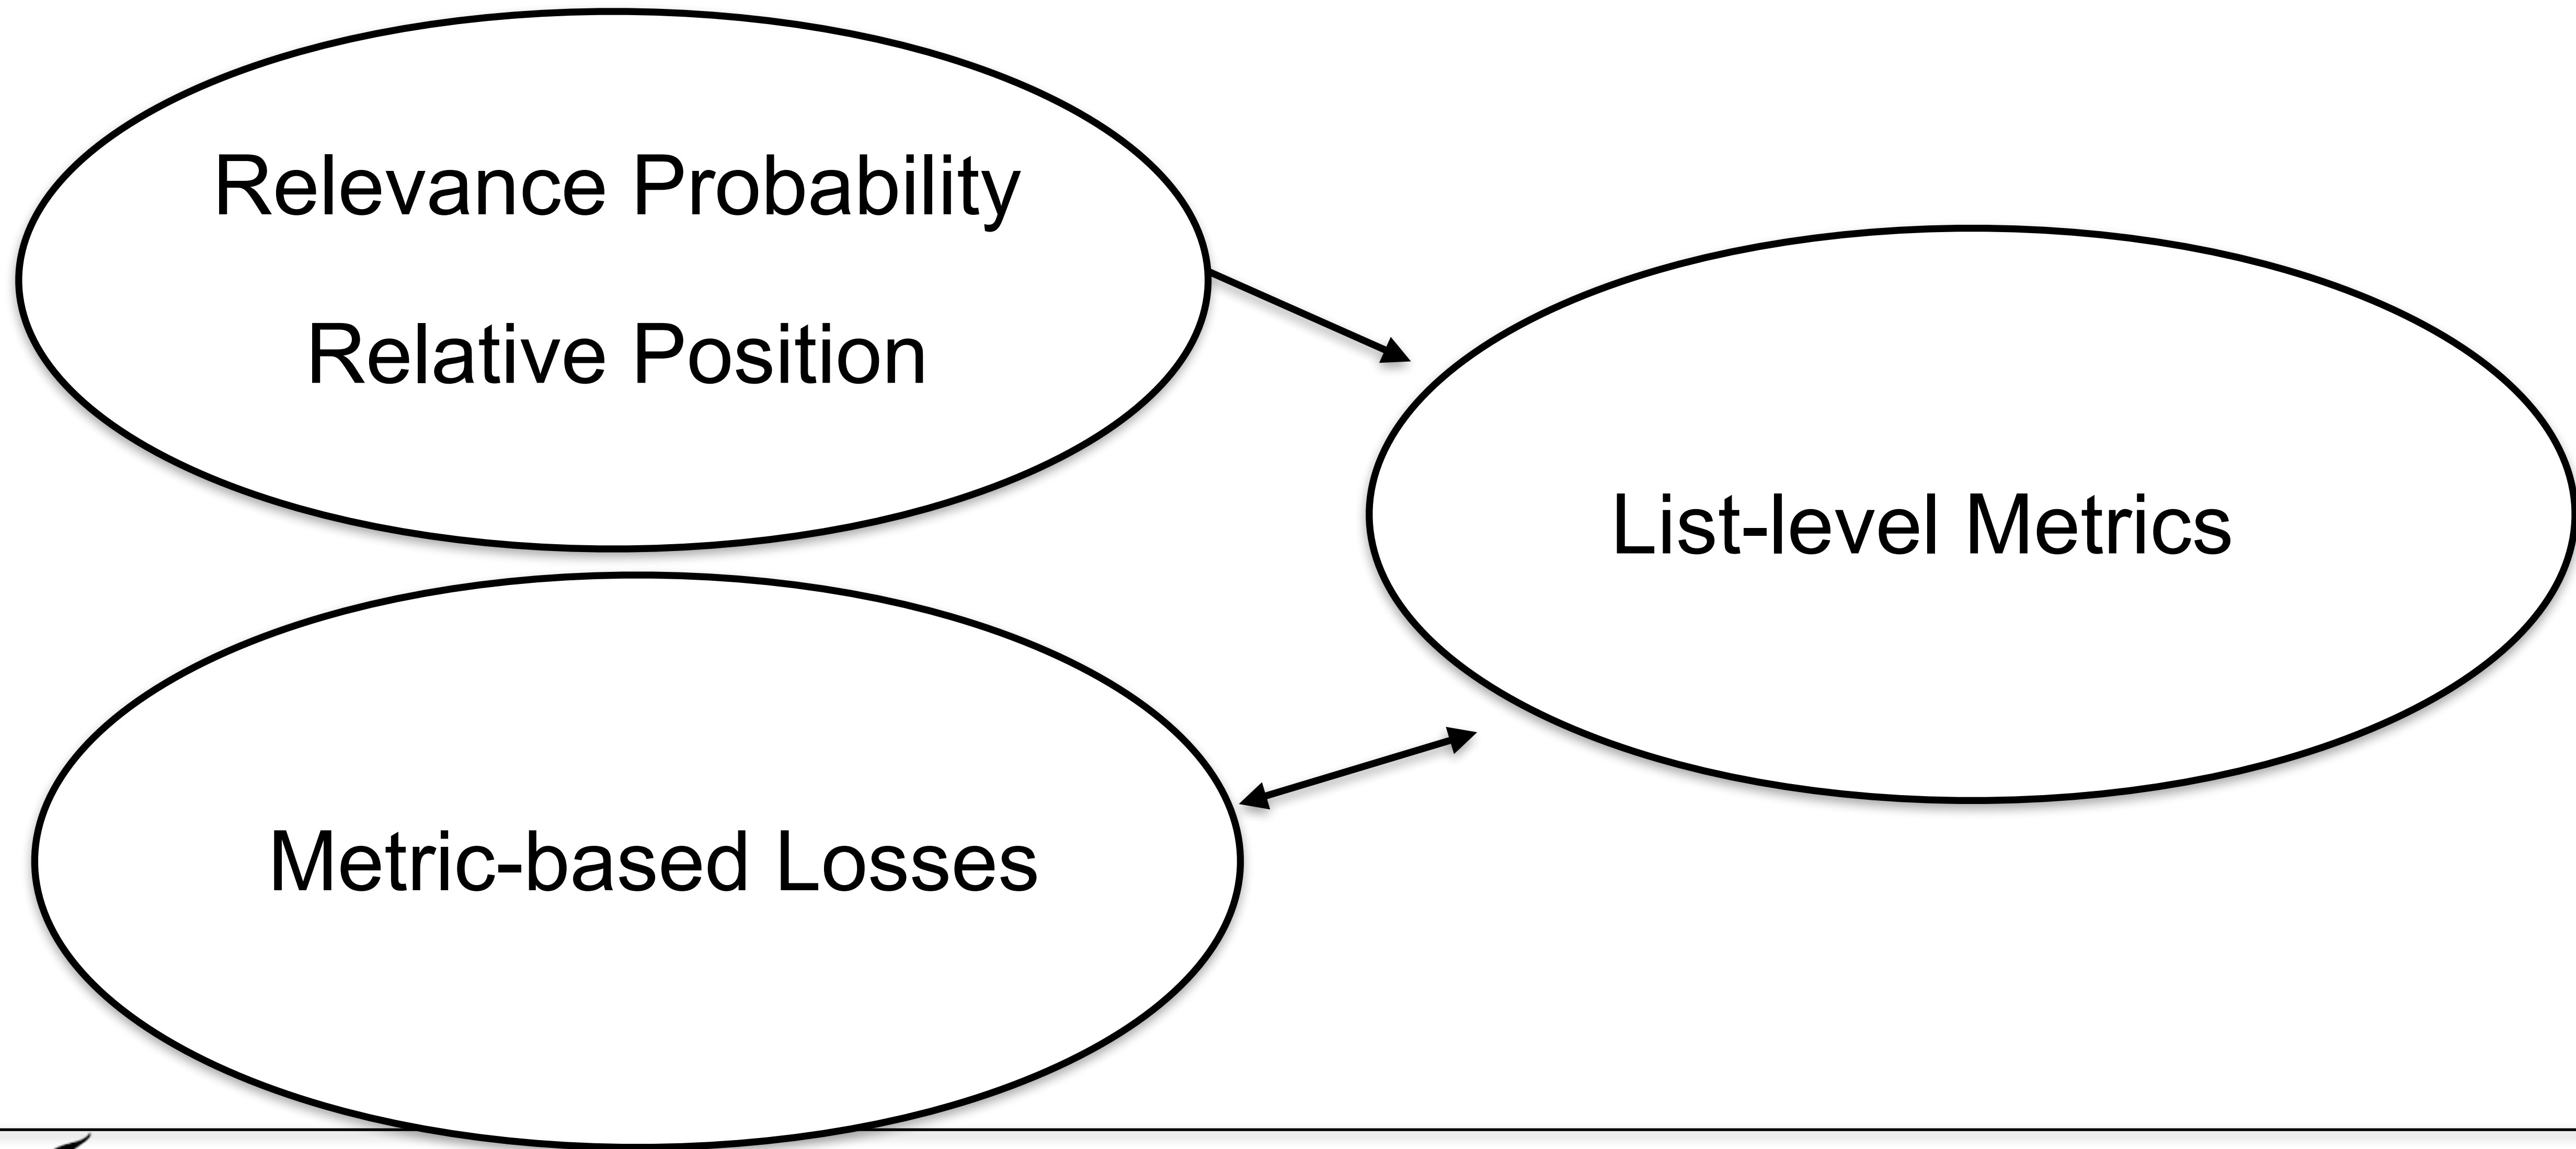 Relevance Probability
Relative Position
List-level Metrics
Metric-based Losses